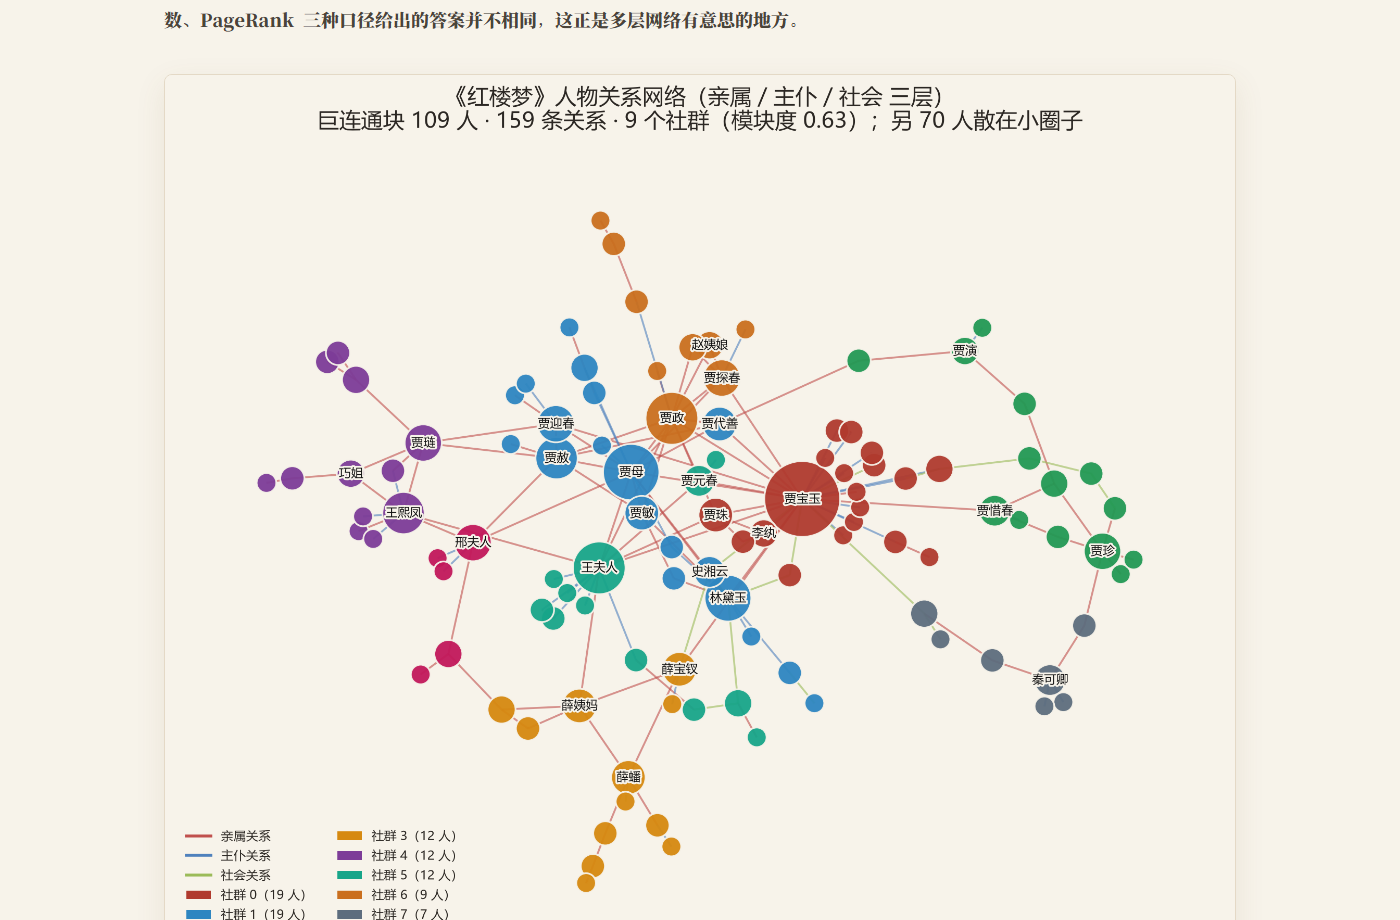 数、PageRank 三种口径给出的答案并不相同，这正是多层网络有意思的地方。
《红楼梦》人物关系网络（亲属 / 主仆 / 社会 三层）
巨连通块 109 人 · 159 条关系 · 9 个社群（模块度 0.63）；另 70 人散在小圈子
赵姨娘
贾演
贾探春
贾政
贾迎春
贾代善
贾琏
贾赦
贾母
巧姐
贾元春
贾宝玉
王熙凤
贾敏
贾珠
贾惜春
李纨
邢夫人
贾珍
王夫人
史湘云
林黛玉
薛宝钗
秦可卿
薛姨妈
薛蟠
亲属关系
主仆关系
社会关系
社群 0（19 人）
社群 1（19 人）
社群 3（12 人）
社群 4（12 人）
社群 5（12 人）
社群 6（9 人）
社群 7（7 人）